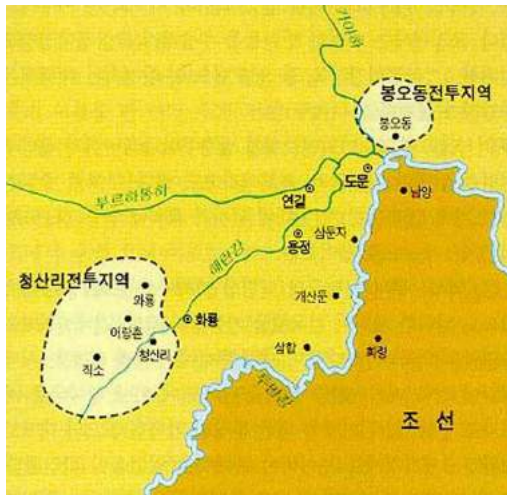 가야하
봉오동전투지역
봉오동
도문
남양
연길
부르하통하
용정
삼둔자
해란강
청산리전투지역
와룡
어랑촌
청산리
직소
화룡
개산툰
삼합
회령
두만강
조 선